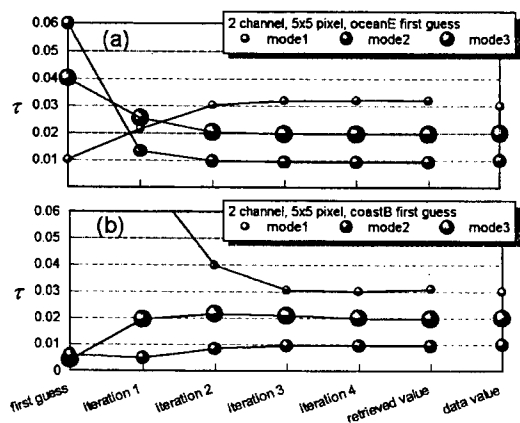 2 channel, 5x5 pixel, oceanE first guess
mode1 mode2 mode3
(a)
0.06
0.05
0.04
0.03
0.02
0.01
τ
2 channel, 5x5 pixel, coastB first guess
mode1 mode2 mode3
(b)
0.06
0.05
0.04
0.03
0.02
0.01
0
τ
first guess
Iteration 1
Iteration 2
Iteration 3
Iteration 4
retrieved value
data value